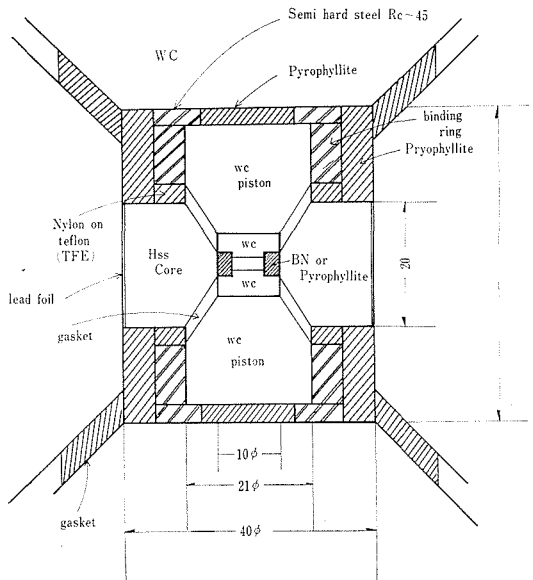 Semi hard steel Rc~45
WC
Pyrophyllite
binding
ring
Pryophyllite
wc
piston
Nylon on
teflon
(TFE)
wc
Hss
Core
BN or
Pyrophyllite
20
lead foil
wc
gasket
wc
piston
10φ
21φ
gasket
40φ